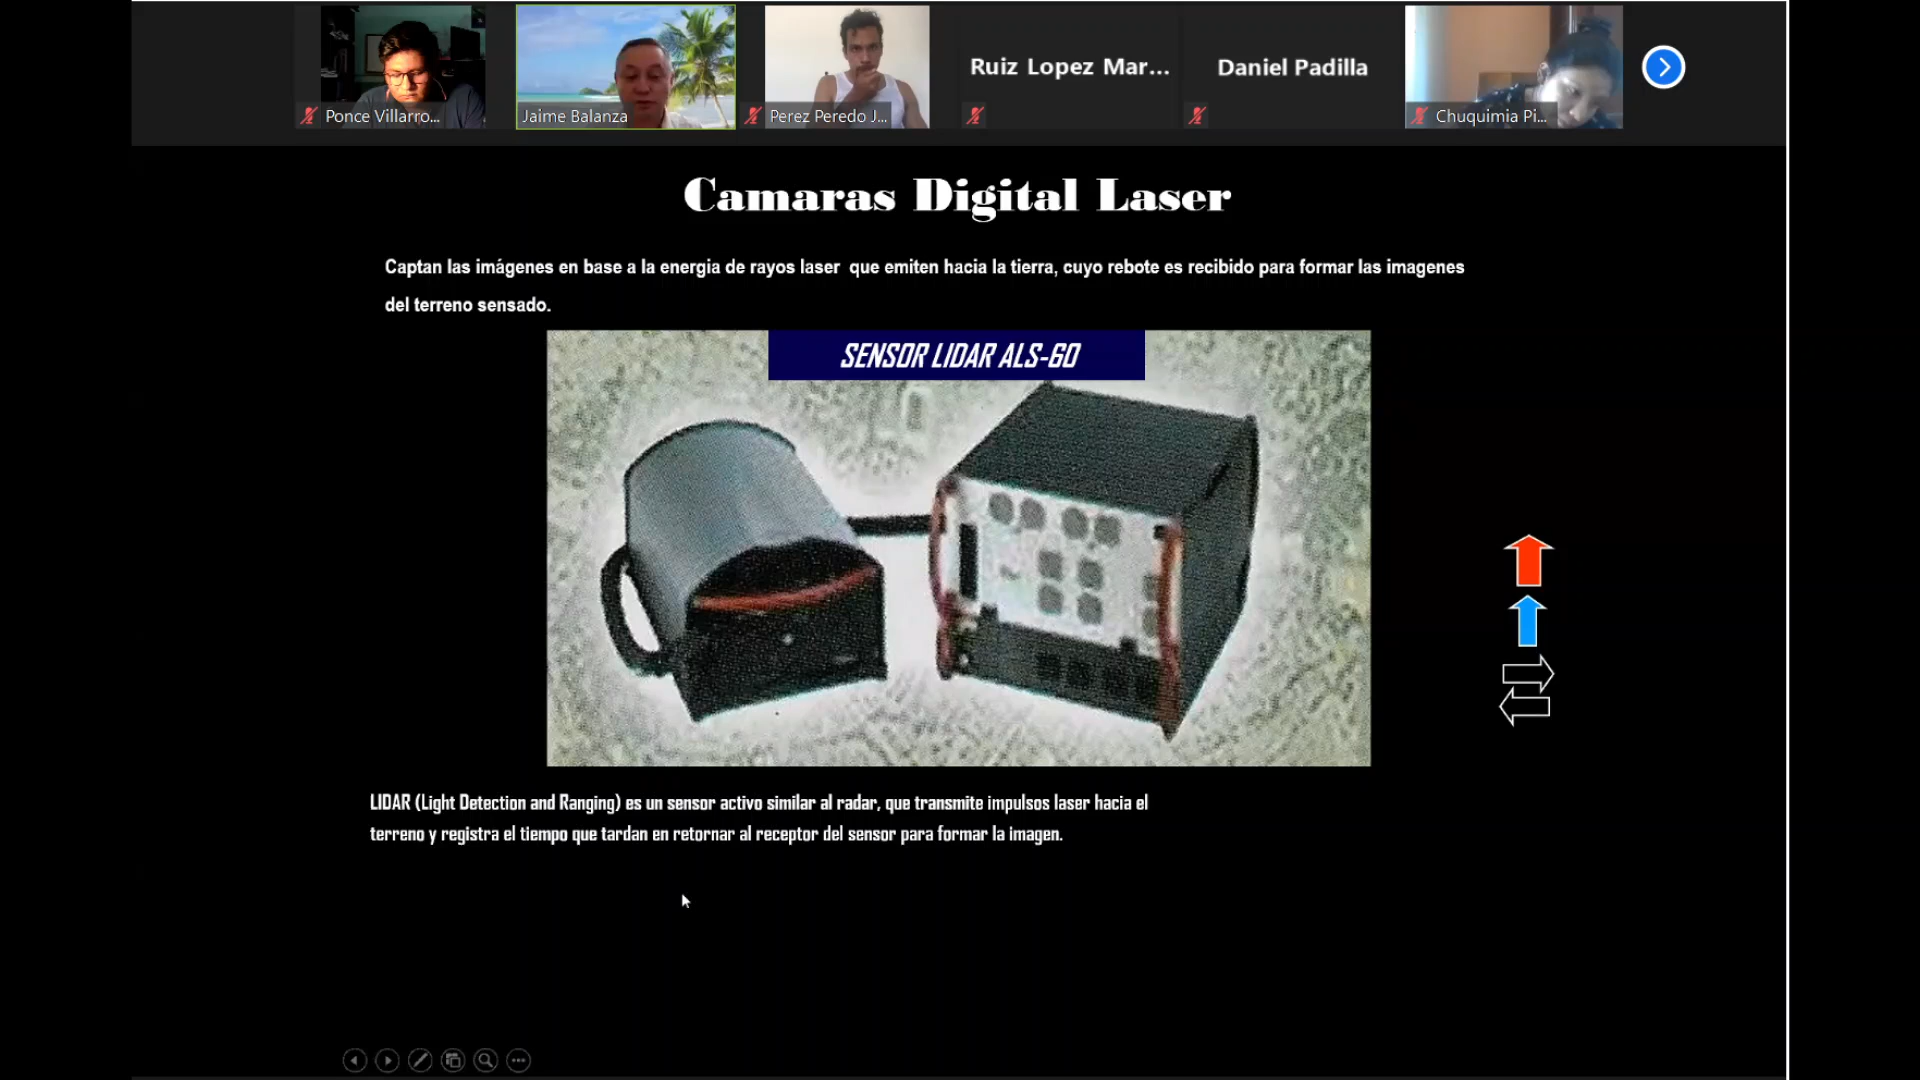 Ponce Villarro...
Jaime Balanza
Perez Peredo J...
Ruiz Lopez Mar...
Daniel Padilla
Chuquimia Pi...
Camaras Digital Laser
Captan las imágenes en base a la energia de rayos laser que emiten hacia la tierra, cuyo rebote es recibido para formar las imagenes
del terreno sensado.
SENSOR LIDAR ALS-60
LIDAR (Light Detection and Ranging) es un sensor activo similar al radar, que transmite impulsos laser hacia el
terreno y registra el tiempo que tardan en retornar al receptor del sensor para formar la imagen.